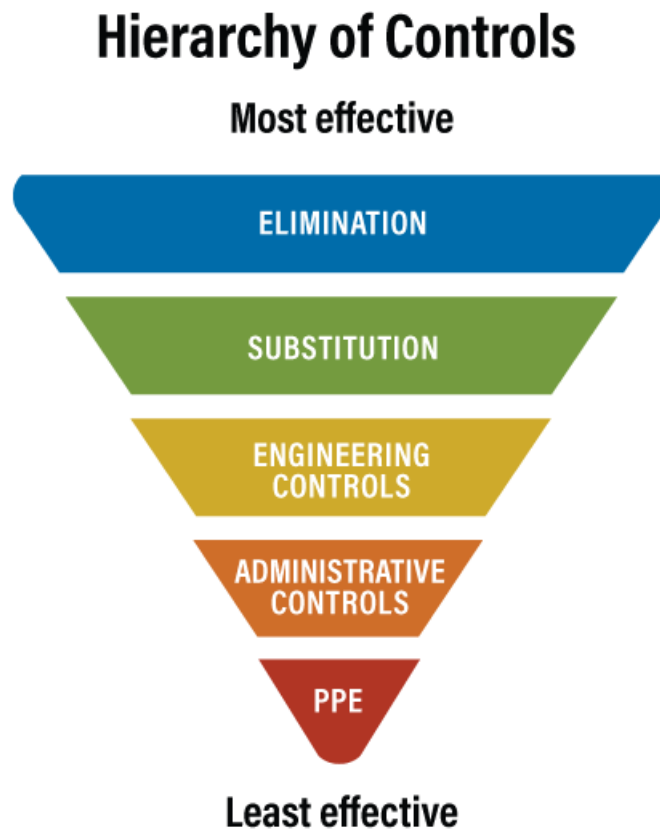 Hierarchy of Controls
Most effective
ELIMINATION
SUBSTITUTION
ENGINEERING
CONTROLS
ADMINISTRATIVE
CONTROLS
PPE
Least effective